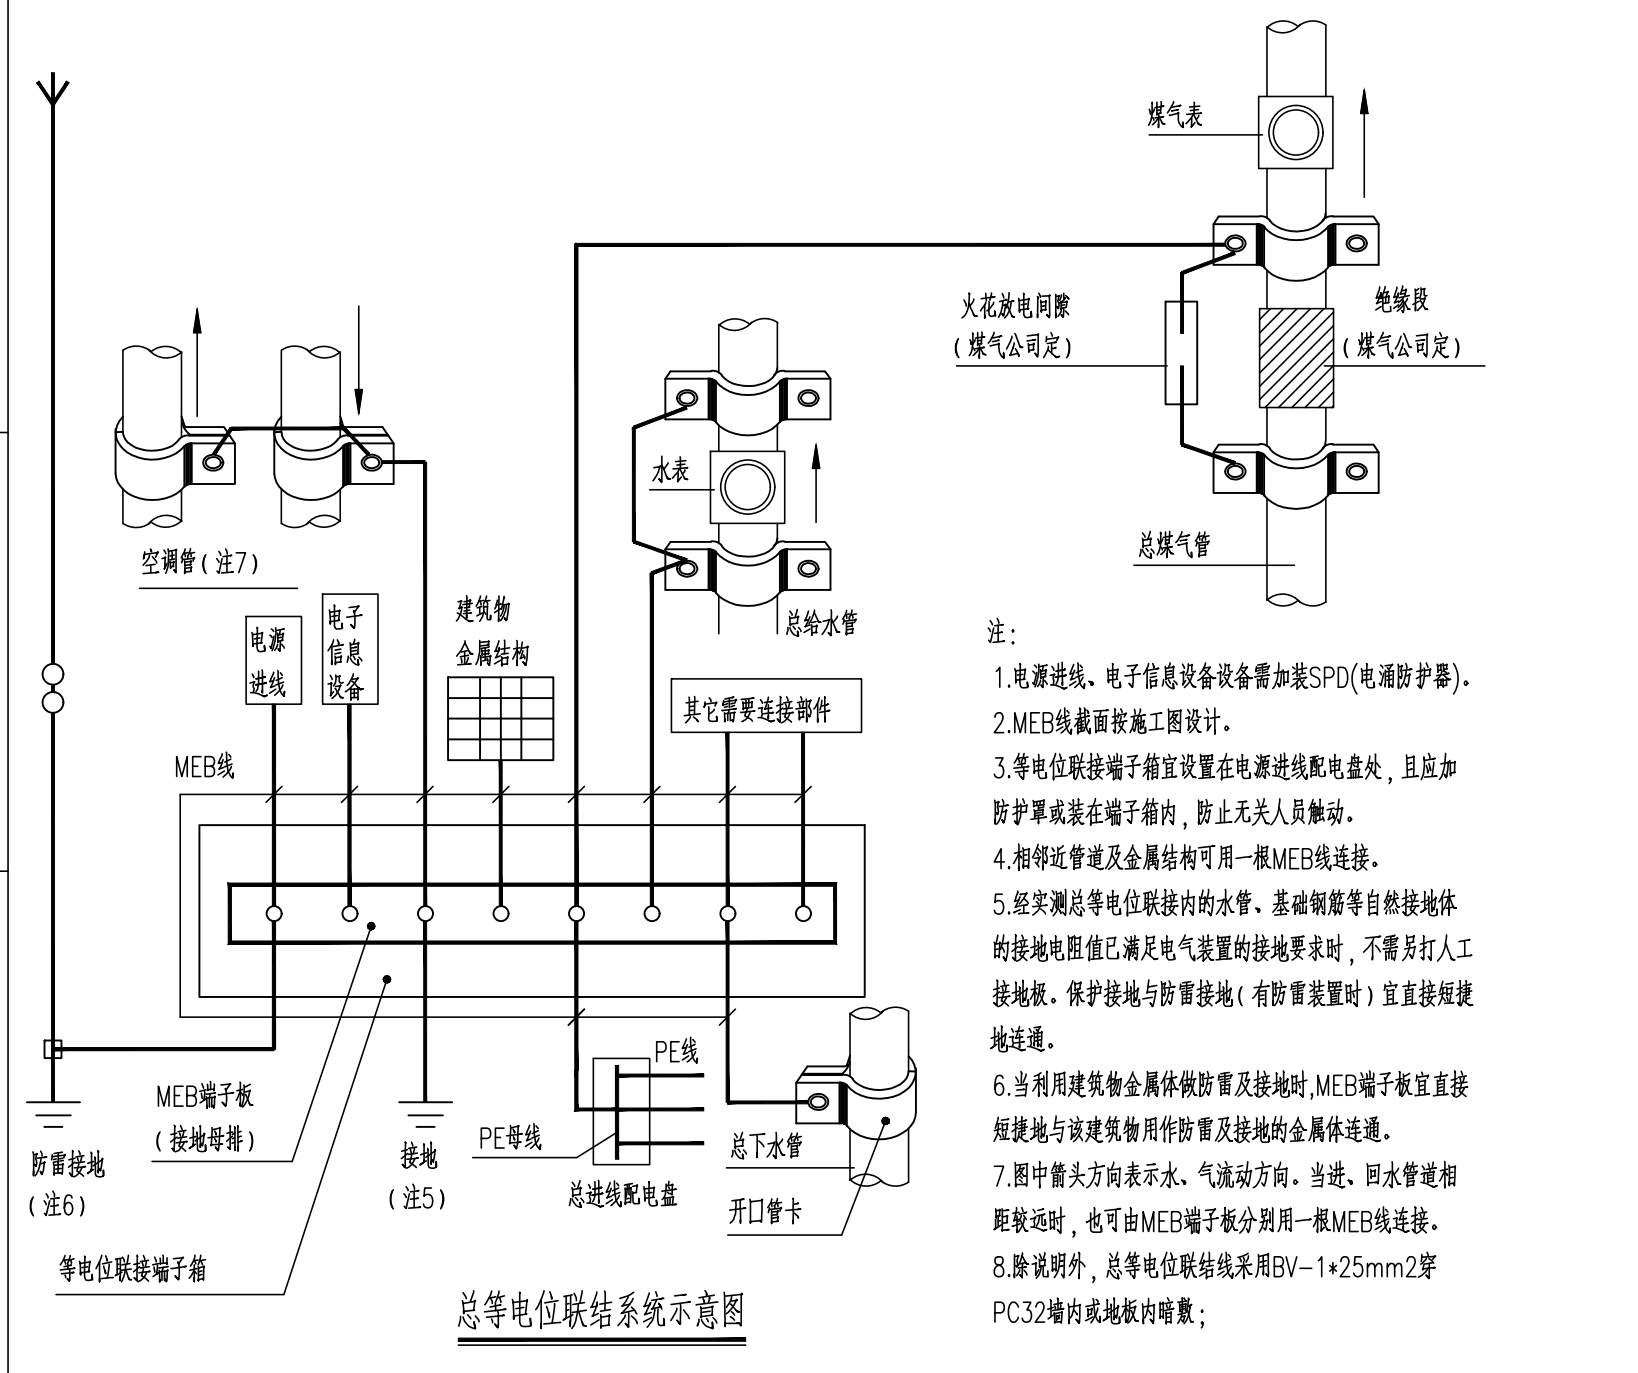 煤气表
火花放电间隙
(煤气公司定)
绝缘段
(煤气公司定)
水表
总煤气管
空调管(注7)
电源
进线
电子
信息
设备
建筑物
金属结构
总给水管
其它需要连接部件
MEB线
MEB端子板
(接地母排)
防雷接地
(注6)
接地
(注5)
PE线
PE母线
总进线配电盘
总下水管
开口管卡
等电位联接端子箱
总等电位联结系统示意图
注:
1.电源进线、电子信息设备设备需加装SPD(电涌防护器)。
2.MEB线截面按施工图设计。
3.等电位联接端子箱宜设置在电源进线配电盘处,且应加
防护罩或装在端子箱内,防止无关人员触动。
4.相邻近管道及金属结构可用一根MEB线连接。
5.经实测总等电位联接内的水管、基础钢筋等自然接地体
的接地电阻值已满足电气装置的接地要求时,不需另打人工
接地极。保护接地与防雷接地(有防雷装置时)宜直接短捷
地连通。
6.当利用建筑物金属体做防雷及接地时,MEB端子板宜直接
短捷地与该建筑物用作防雷及接地的金属体连通。
7.图中箭头方向表示水、气流动方向。当进、回水管道相
距较远时,也可由MEB端子板分别用一根MEB线连接。
8.除说明外,总等电位联结线采用BV-1*25mm2穿
PC32墙内或地板内暗敷;